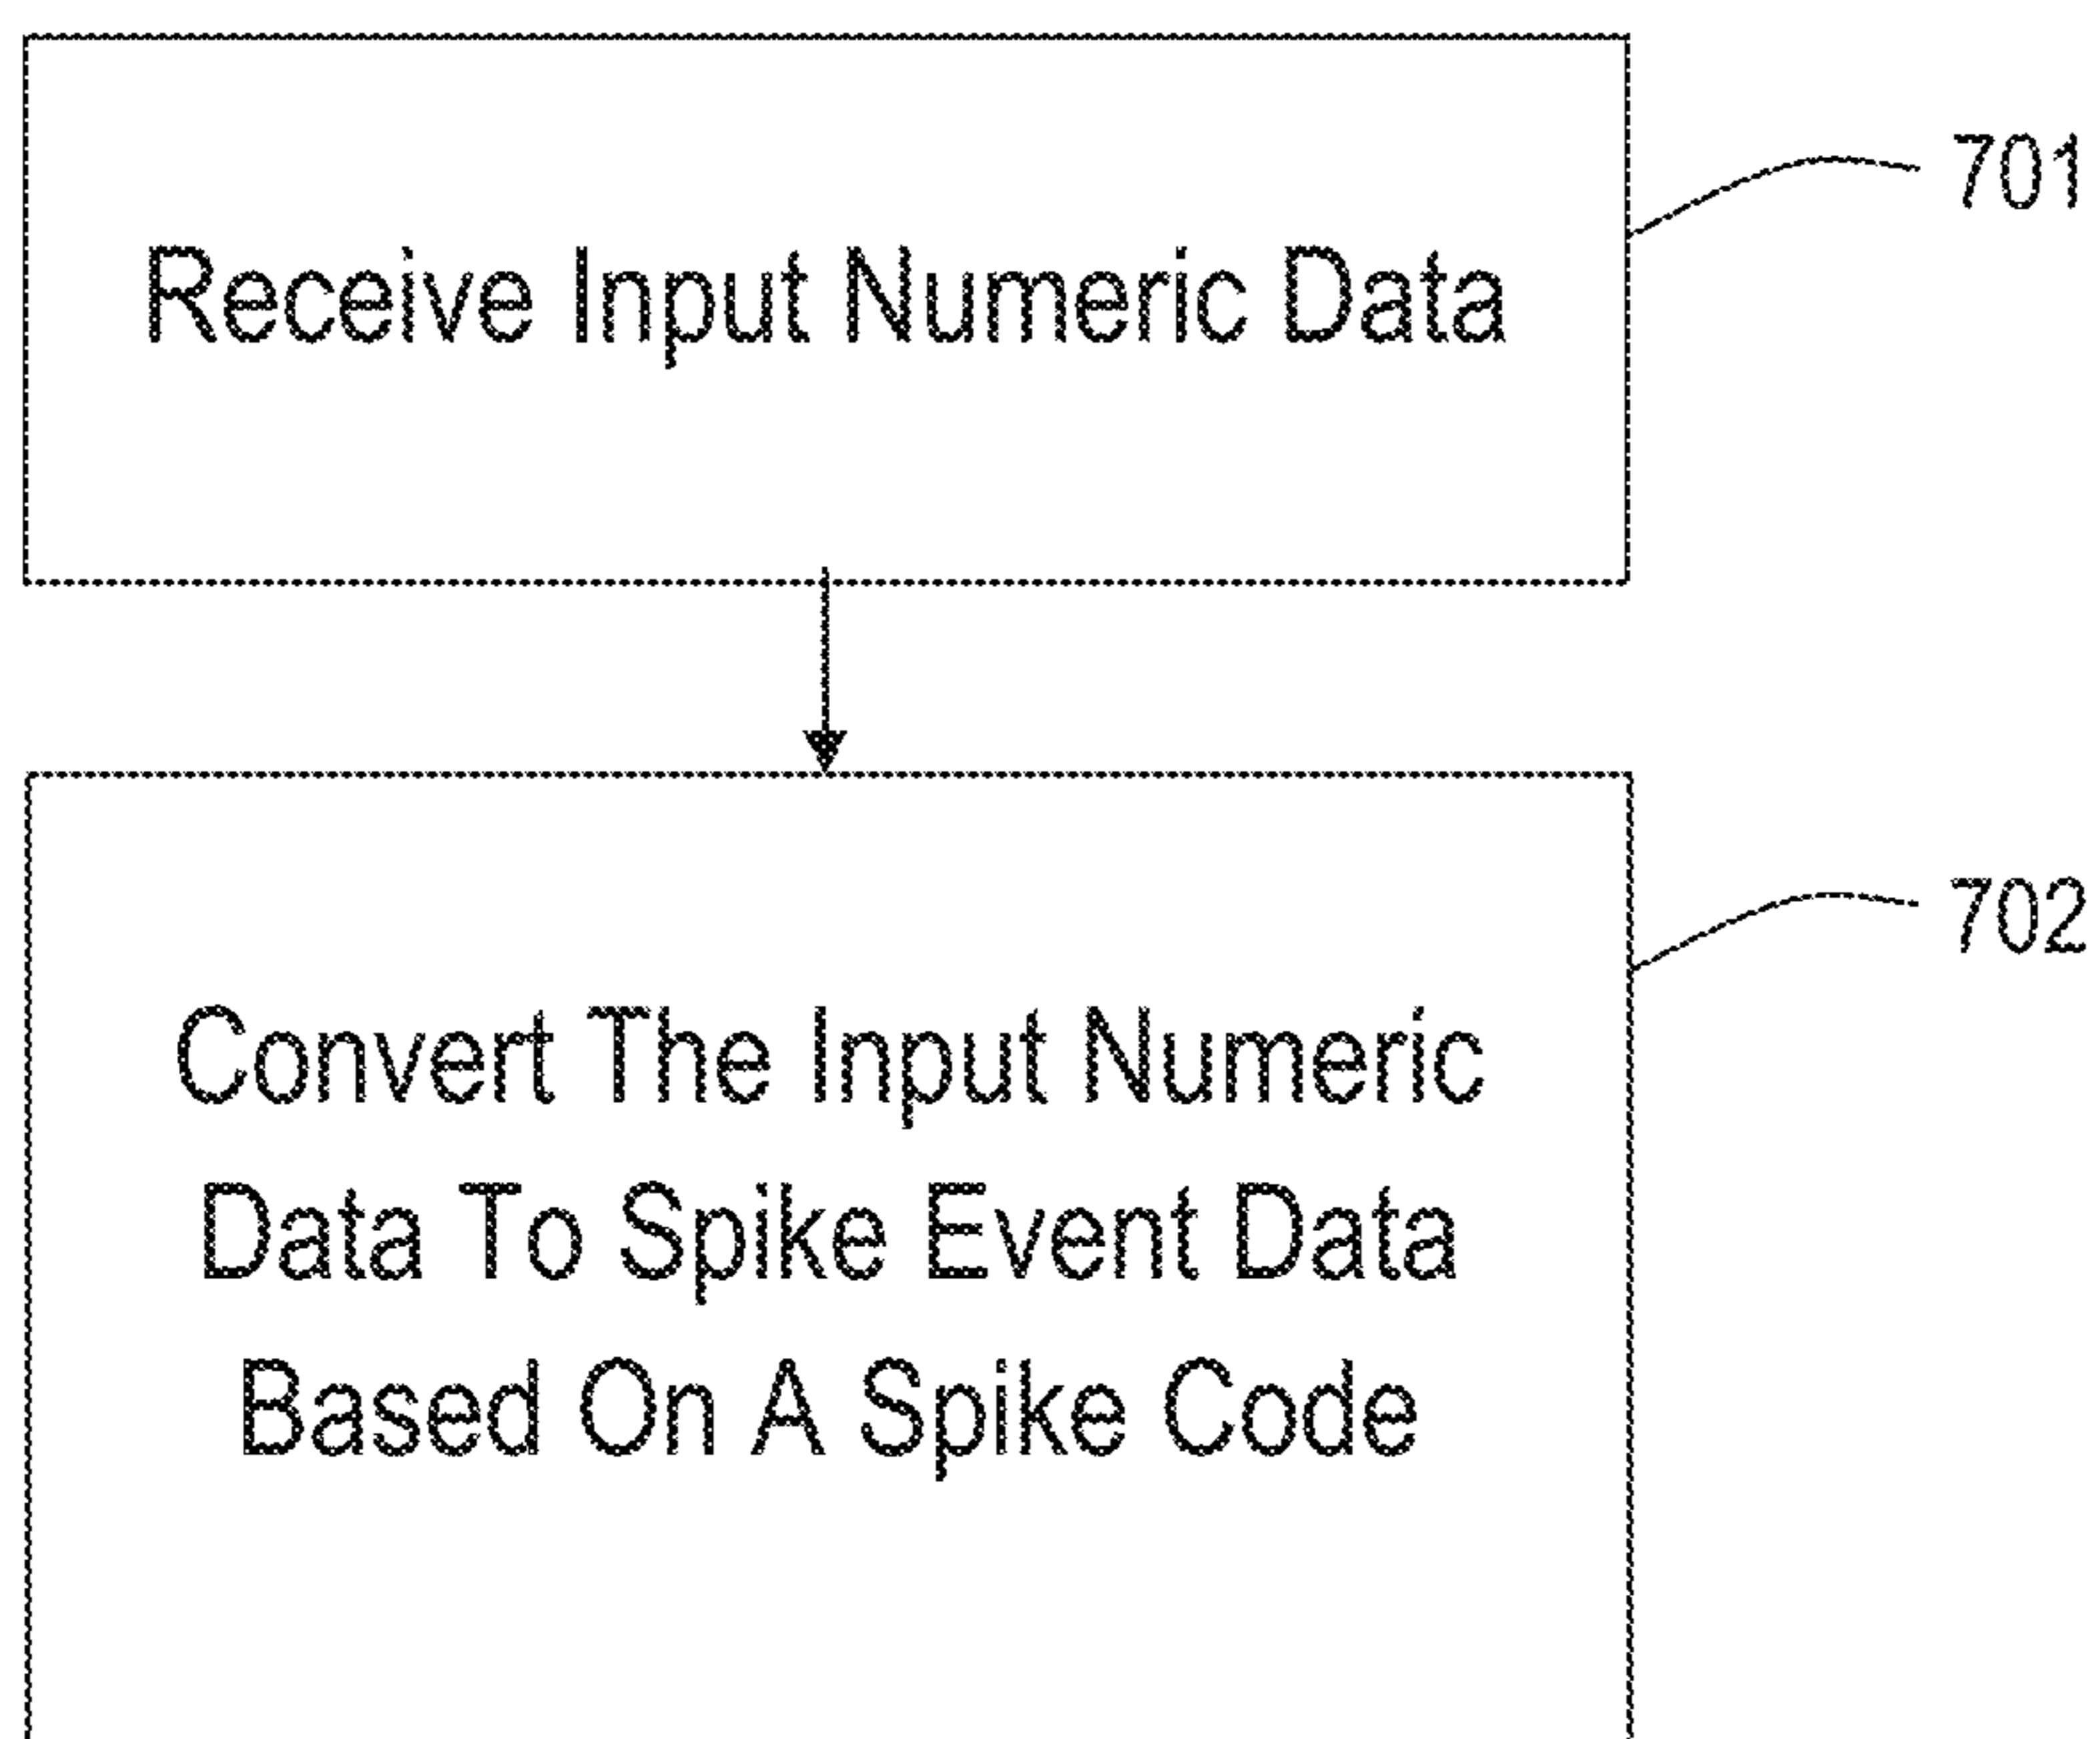 701
Receive Input Numeric Data
702
Convert The Input Numeric
Data To Spike Event Data
Based On A Spike Code